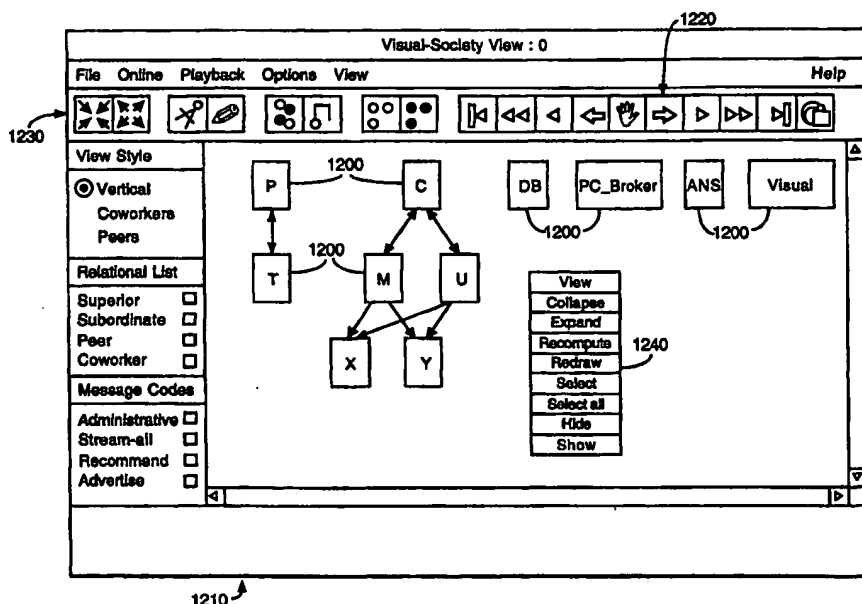 1220
Visual-Society View : 0
File Online Playback Options View Help
1230
View Style
Vertical
Coworkers
Peers
Relational List
Superior
Subordinate
Peer
Coworker
Message Codes
Administrative
Stream-all
Recommend
Advertise
P 1200 C
DB PC_Broker ANS Visual
1200 1200
T 1200 M U
X Y
View
Collapse
Expand
Recompute
Redraw
Select
Select all
Hide
Show
1240
1210